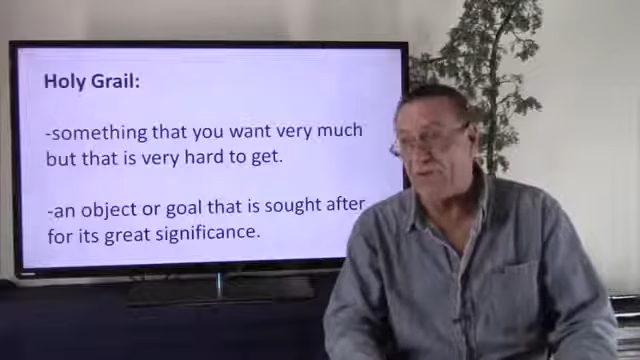 Holy Grail:
-something that you want very much
but that is very hard to get.
-an object or goal that is sought after
for its great significance.